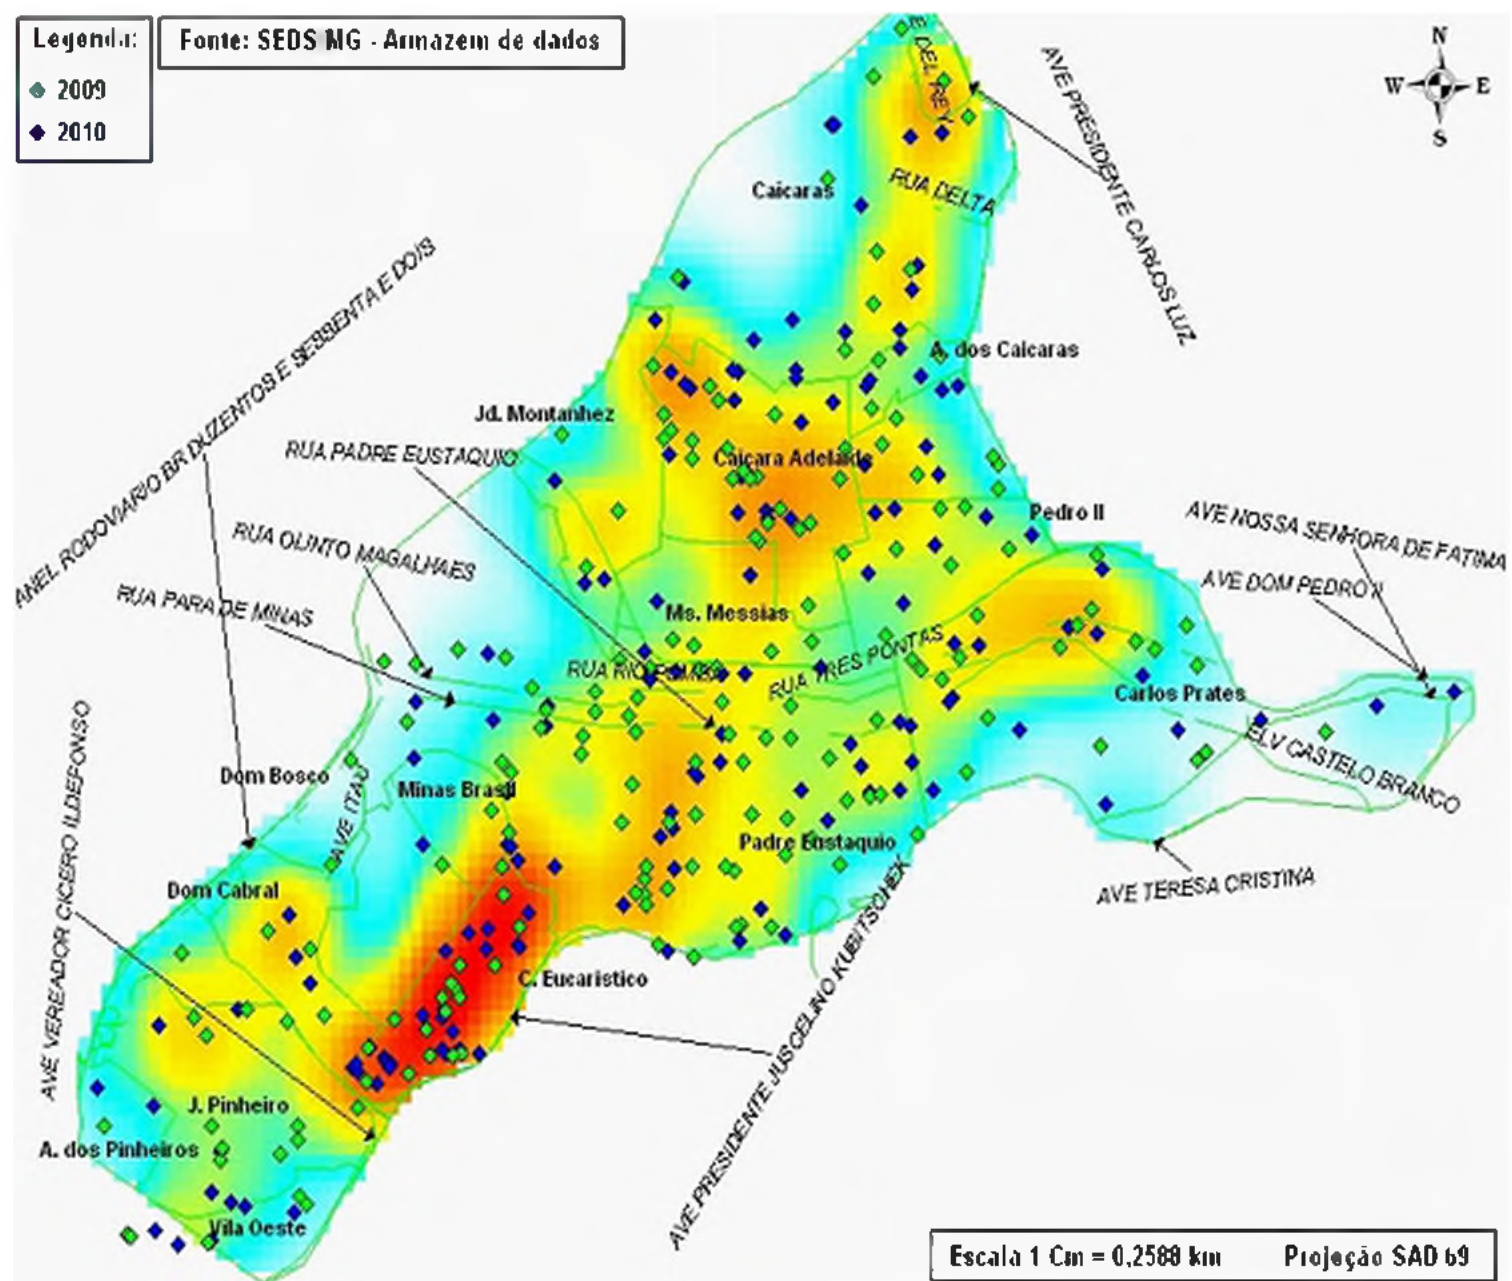 Legenda:
2009
2010
Fonte: SEDS MG - Armazem de dados
N
W E
S
DEL REY
AVE PRESIDENTE CARLOS LUZ
Caicaras
RUA DELTA
ANEL RODOVIARIO BR DUZENTOS E SESSENTA E DOIS
A. dos Caicaras
Jd. Montanhez
RUA PADRE EUSTAQUIO
Caiçara Adelaide
Pedro II
AVE NOSSA SENHORA DE FATIMA
RUA OLINTO MAGALHAES
AVE DOM PEDRO II
RUA PARA DE MINAS
Ms. Messias
RUA TRES PONTAS
RUA RIO
Carlos Prates
ELV CASTELO BRANCO
Dom Bosco
Minas Brasil
AVE ITAU
Padre Eustaquio
AVE TERESA CRISTINA
Dom Cabral
AVE VEREADOR CICERO ILDEFONSO
C. Eucaristico
AVE PRESIDENTE JUSCELINO KUBITSCHEK
J. Pinheiro
A. dos Pinheiros
Vila Oeste
Escala 1 Cm = 0,2588 km Projeção SAD 69